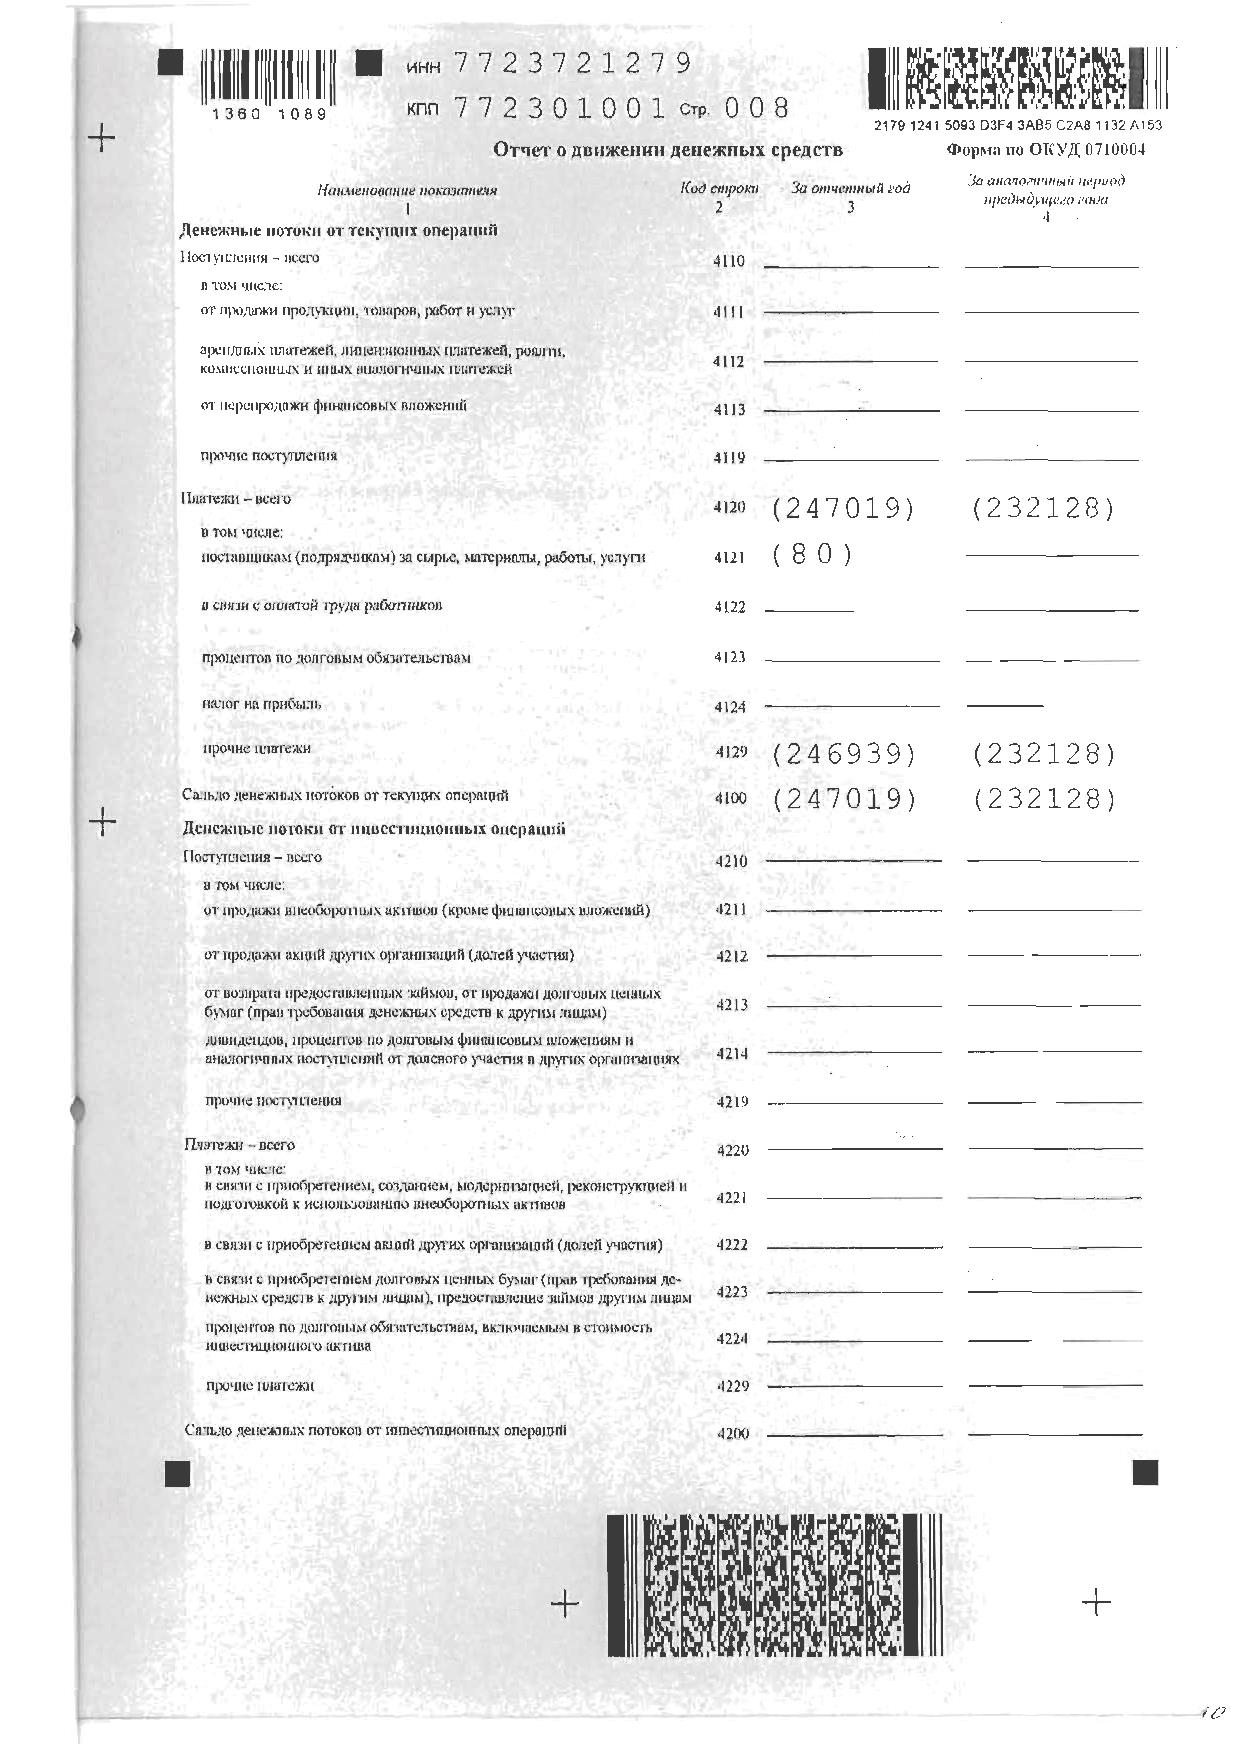 ИНН 7723721279
1360 1089
КПП 772301001 Стр. 008
2179 1241 5093 D3F4 3AB5 C2A8 1132 A153
Отчет о движении денежных средств
Форма по ОКУД 0710004
Наименование показателя Код строки За отчетный год За аналогичный период предыдущего года
1 2 3 4
Денежные потоки от текущих операций
Поступления – всего 4110
в том числе:
от продажи продукции, товаров, работ и услуг 4111
арендных платежей, лицензионных платежей, роялти,
комиссионных и иных аналогичных платежей 4112
от перепродажи финансовых вложений 4113
прочие поступления 4119
Платежи – всего 4120 (247019) (232128)
в том числе:
поставщикам (подрядчикам) за сырье, материалы, работы, услуги 4121 (80)
в связи с оплатой труда работников 4122
процентов по долговым обязательствам 4123
налог на прибыль 4124
прочие платежи 4129 (246939) (232128)
Сальдо денежных потоков от текущих операций 4100 (247019) (232128)
Денежные потоки от инвестиционных операций
Поступления – всего 4210
в том числе:
от продажи внеоборотных активов (кроме финансовых вложений) 4211
от продажи акций других организаций (долей участия) 4212
от возврата предоставленных займов, от продажи долговых ценных
бумаг (прав требования денежных средств к другим лицам) 4213
дивидендов, процентов по долговым финансовым вложениям и
аналогичных поступлений от долевого участия в других организациях 4214
прочие поступления 4219
Платежи – всего 4220
в том числе:
в связи с приобретением, созданием, модернизацией, реконструкцией и
подготовкой к использованию внеоборотных активов 4221
в связи с приобретением акций других организаций (долей участия) 4222
в связи с приобретением долговых ценных бумаг (прав требования де-
нежных средств к другим лицам), предоставление займов другим лицам 4223
процентов по долговым обязательствам, включаемым в стоимость
инвестиционного актива 4224
прочие платежи 4229
Сальдо денежных потоков от инвестиционных операций 4200
10